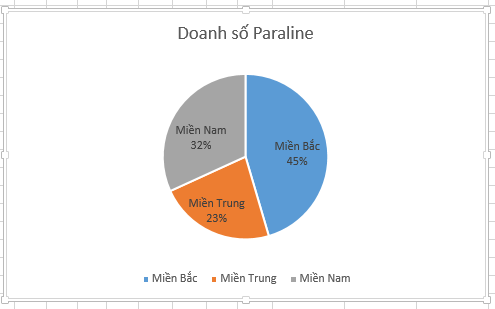 Doanh số Paraline
Miền Nam
32%
Miền Bắc
45%
Miền Trung
23%
Miền Bắc Miền Trung Miền Nam